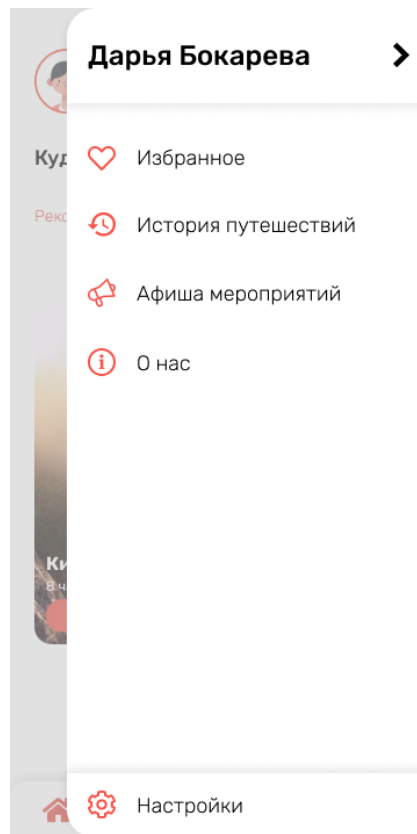 Дарья Бокарева
Избранное
История путешествий
Афиша мероприятий
О нас
Настройки